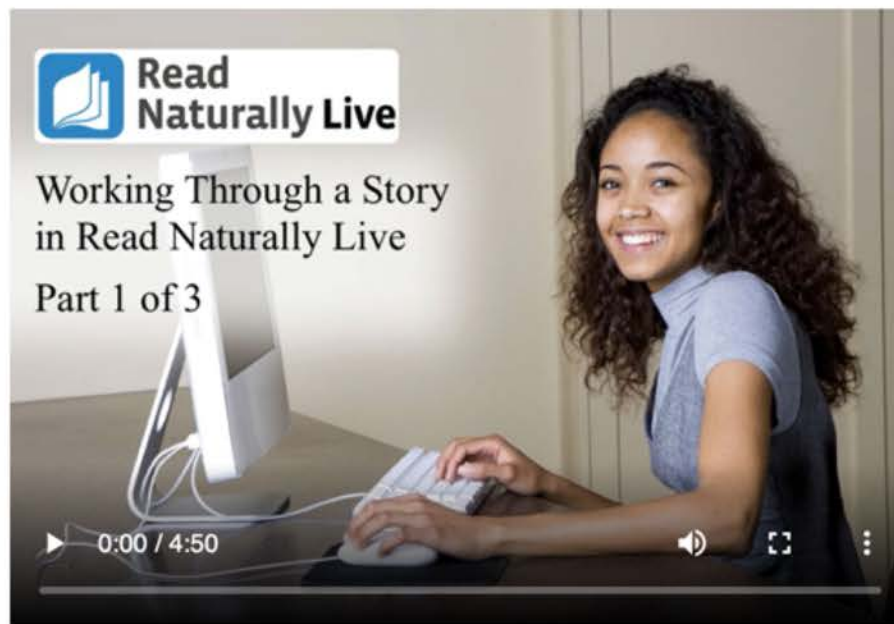 Read
Naturally Live
Working Through a Story
in Read Naturally Live
Part 1 of 3
0:00 / 4:50